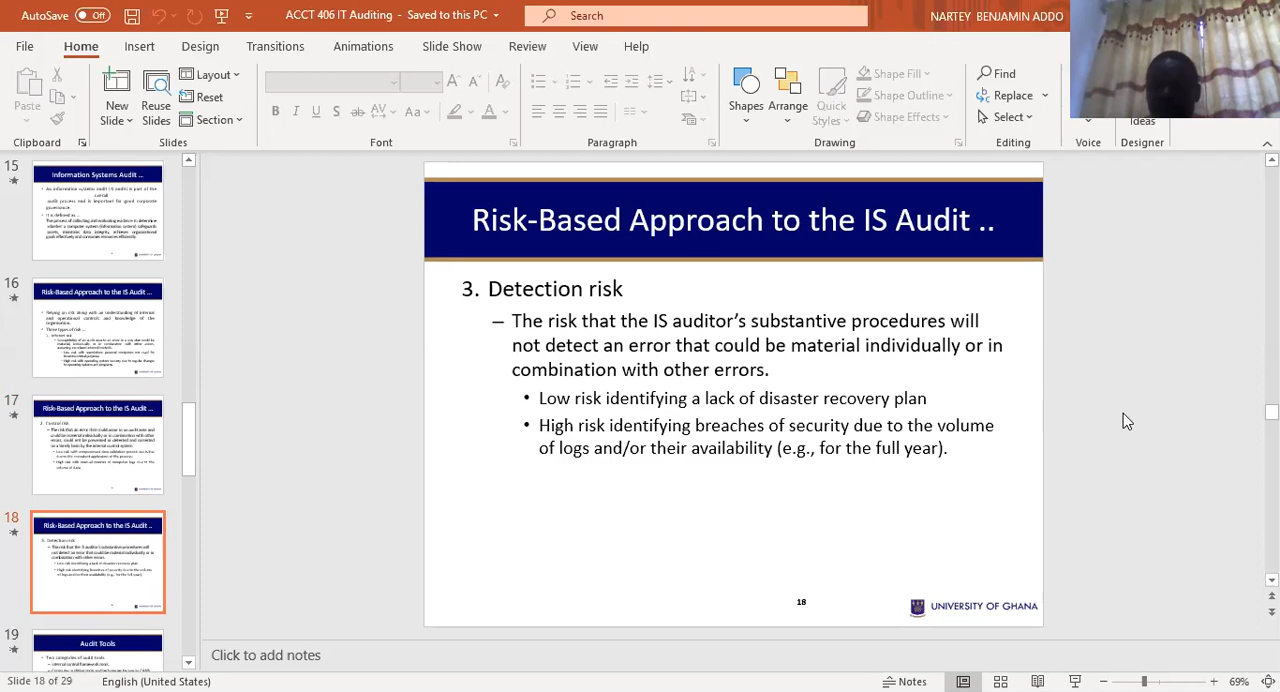 AutoSave Off ACCT 406 IT Auditing - Saved to this PC Search NARTEY BENJAMIN ADDO
File Home Insert Design Transitions Animations Slide Show Review View Help
Paste New Slide Reuse Slides Layout Reset Section
B I U S ab AV Aa A
Shapes Arrange Quick Styles Shape Fill Shape Outline Shape Effects
Find Replace Select Ideas
Clipboard Slides Font Paragraph Drawing Editing Voice Designer
15
Information Systems Audit ...
16
Risk-Based Approach to the IS Audit ...
17
Risk-Based Approach to the IS Audit ...
18
Risk-Based Approach to the IS Audit ..
19
Audit Tools
Risk-Based Approach to the IS Audit ..
3. Detection risk
– The risk that the IS auditor's substantive procedures will
not detect an error that could be material individually or in
combination with other errors.
• Low risk identifying a lack of disaster recovery plan
• High risk identifying breaches of security due to the volume
of logs and/or their availability (e.g., for the full year).
18
UNIVERSITY OF GHANA
Click to add notes
Slide 18 of 29 English (United States) Notes 69%